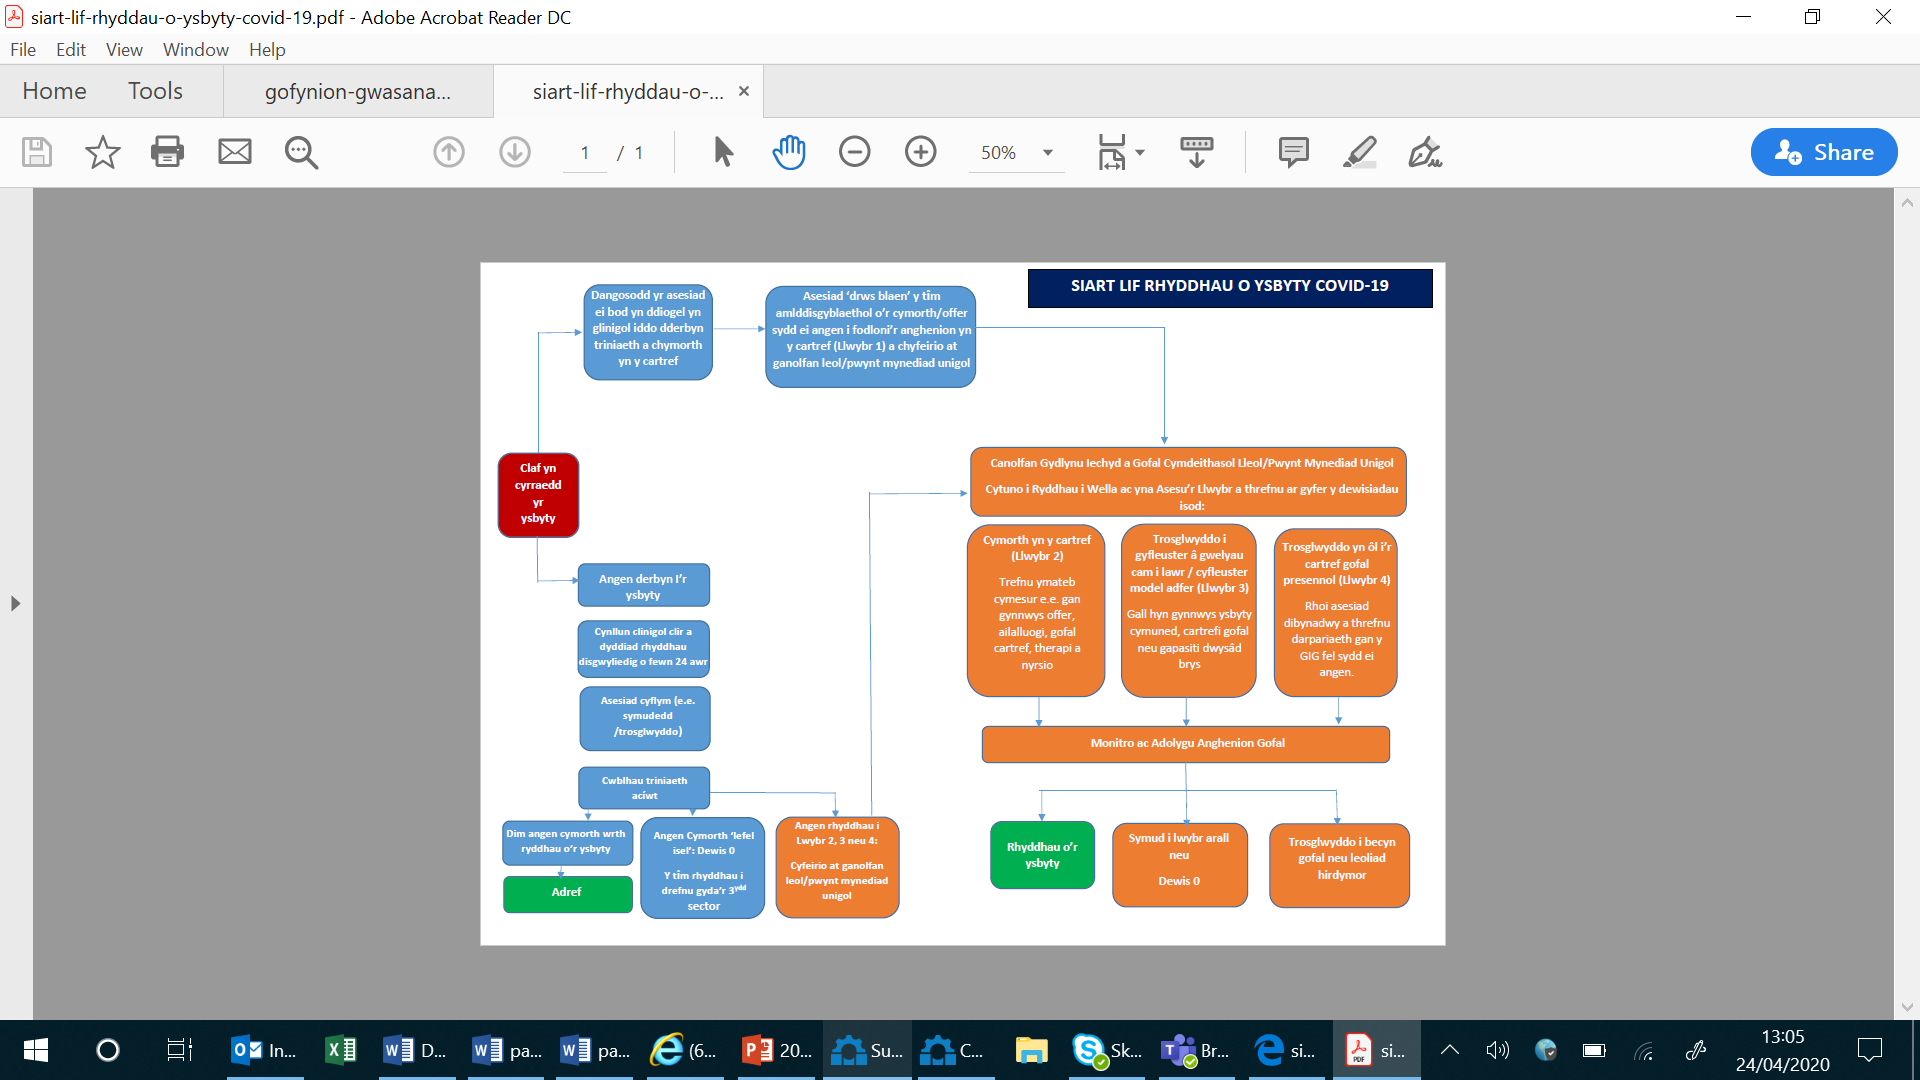 siart-lif-rhyddau-o-ysbyty-covid-19.pdf - Adobe Acrobat Reader DC
File Edit View Window Help
Home Tools gofynion-gwasana... siart-lif-rhyddau-o-...
1 / 1 50% Share
SIART LIF RHYDDHAU O YSBYTY COVID-19
Dangosodd yr asesiad
ei bod yn ddiogel yn
glinigol iddo dderbyn
triniaeth a chymorth
yn y cartref
Asesiad ‘drws blaen’ y tîm
amlddisgyblaethol o’r cymorth/offer
sydd ei angen i fodloni’r anghenion yn
y cartref (Llwybr 1) a chyfeirio at
ganolfan leol/pwynt mynediad unigol
Claf yn
cyrraedd
yr
ysbyty
Angen derbyn I’r
ysbyty
Cynllun clinigol clir a
dyddiad rhyddhau
disgwyliedig o fewn 24 awr
Asesiad cyflym (e.e.
symudedd
/trosglwyddo)
Cwblhau triniaeth
aciwt
Dim angen cymorth wrth
ryddhau o’r ysbyty
Adref
Angen Cymorth ‘lefel
isel’: Dewis 0
Y tîm rhyddhau i
drefnu gyda’r 3ydd
sector
Angen rhyddhau i
Lwybr 2, 3 neu 4:
Cyfeirio at ganolfan
leol/pwynt mynediad
unigol
Canolfan Gydlynu Iechyd a Gofal Cymdeithasol Lleol/Pwynt Mynediad Unigol
Cytuno i Ryddhau i Wella ac yna Asesu’r Llwybr a threfnu ar gyfer y dewisiadau
isod:
Cymorth yn y cartref
(Llwybr 2)
Trefnu ymateb
cymesur e.e. gan
gynnwys offer,
ailalluogi, gofal
cartref, therapi a
nyrsio
Trosglwyddo i
gyfleuster â gwelyau
cam i lawr / cyfleuster
model adfer (Llwybr 3)
Gall hyn gynnwys ysbyty
cymuned, cartrefi gofal
neu gapasiti dwysâd
brys
Trosglwyddo yn ôl i’r
cartref gofal
presennol (Llwybr 4)
Rhoi asesiad
dibynadwy a threfnu
darpariaeth gan y
GIG fel sydd ei
angen.
Monitro ac Adolygu Anghenion Gofal
Rhyddhau o’r
ysbyty
Symud i lwybr arall
neu
Dewis 0
Trosglwyddo i becyn
gofal neu leoliad
hirdymor
In... D... pa... pa... (6... 20... Su... C... Sk... Br... si... si...
13:05
24/04/2020